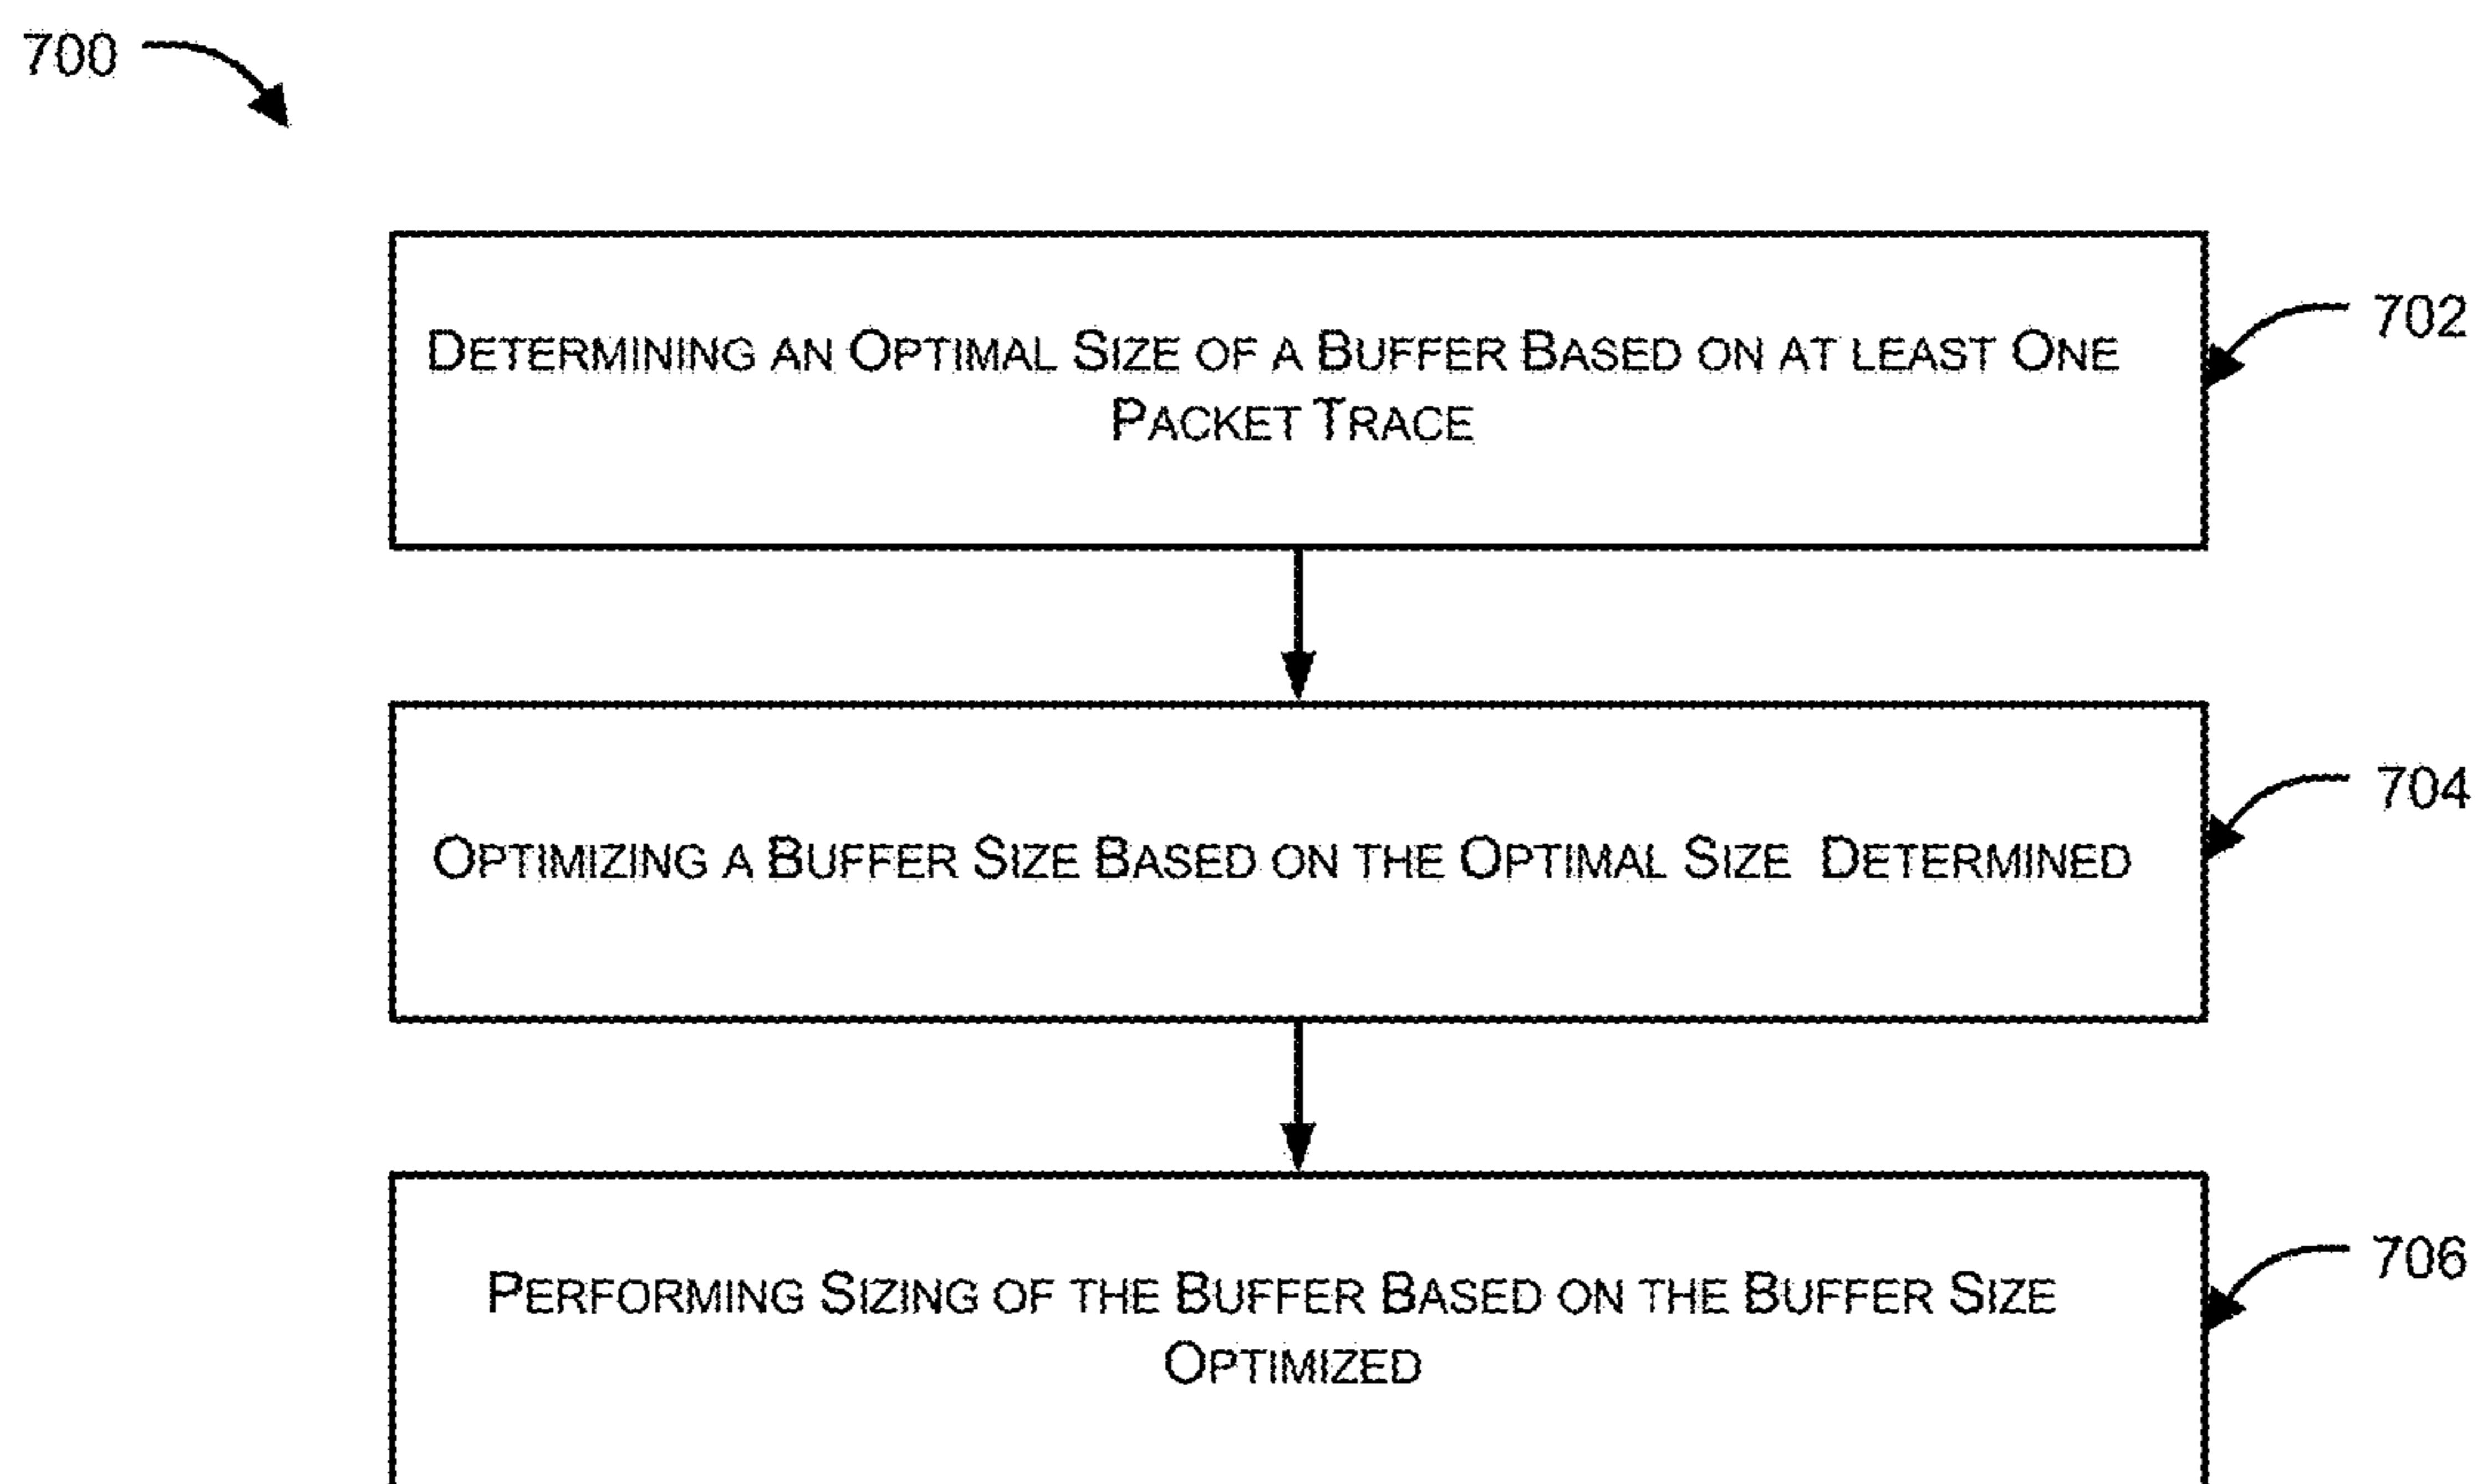 700
702
DETERMINING AN OPTIMAL SIZE OF A BUFFER BASED ON AT LEAST ONE
PACKET TRACE
704
OPTIMIZING A BUFFER SIZE BASED ON THE OPTIMAL SIZE DETERMINED
706
PERFORMING SIZING OF THE BUFFER BASED ON THE BUFFER SIZE
OPTIMIZED